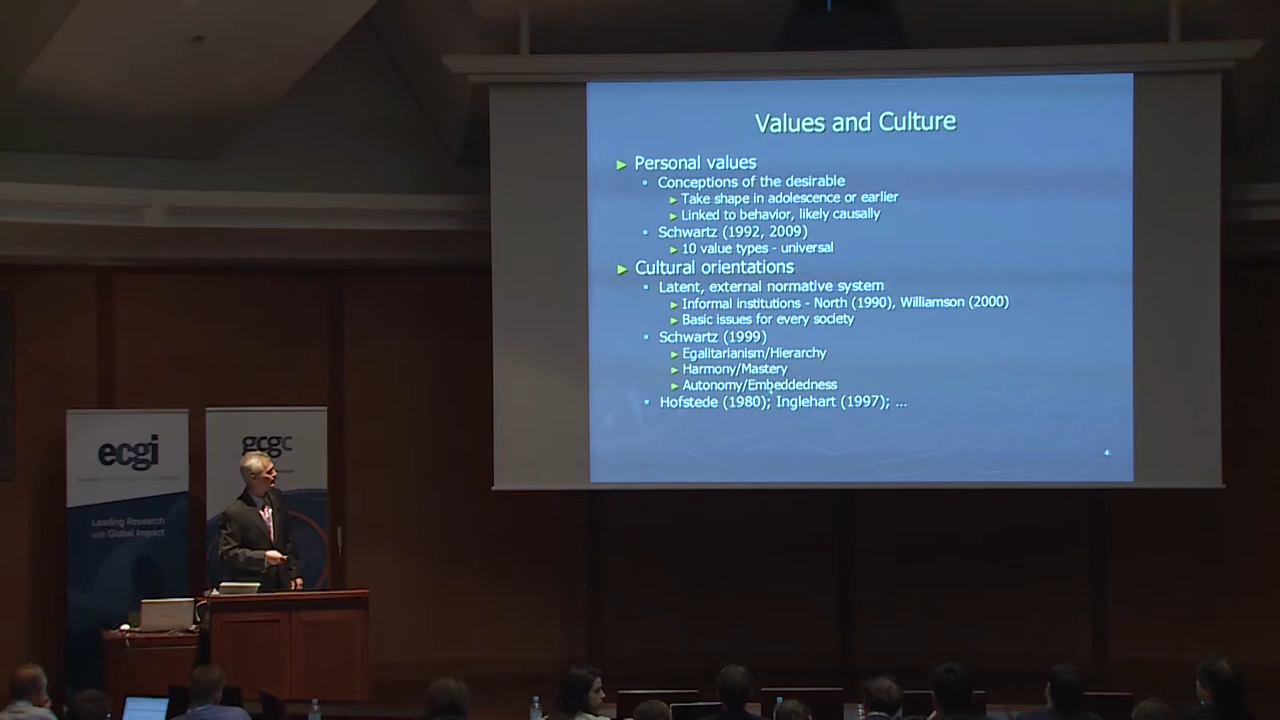 Values and Culture
► Personal values
▪ Conceptions of the desirable
► Take shape in adolescence or earlier
► Linked to behavior, likely causally
▪ Schwartz (1992, 2009)
► 10 value types - universal
► Cultural orientations
▪ Latent, external normative system
► Informal institutions - North (1990), Williamson (2000)
► Basic issues for every society
▪ Schwartz (1999)
► Egalitarianism/Hierarchy
► Harmony/Mastery
► Autonomy/Embeddedness
▪ Hofstede (1980); Inglehart (1997); ...
4
ecgi
Leading Research
with Global Impact
gcgc